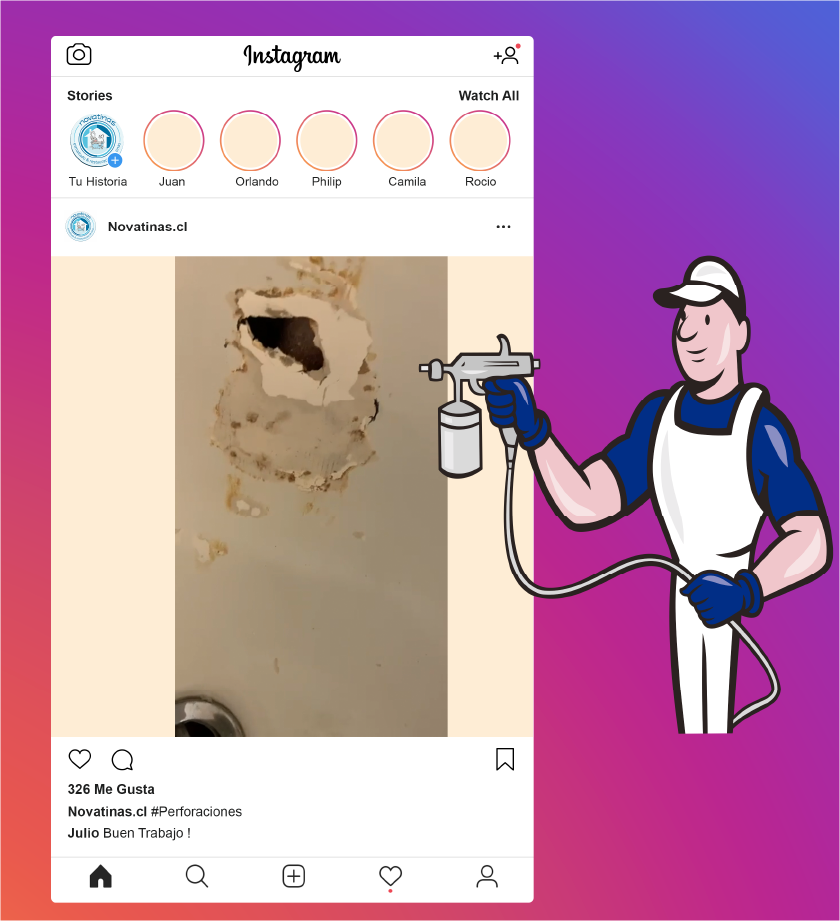 Instagram
Stories
Watch All
novatinas
Tu Historia
Juan
Orlando
Philip
Camila
Rocio
Novatinas.cl
326 Me Gusta
Novatinas.cl #Perforaciones
Julio Buen Trabajo !